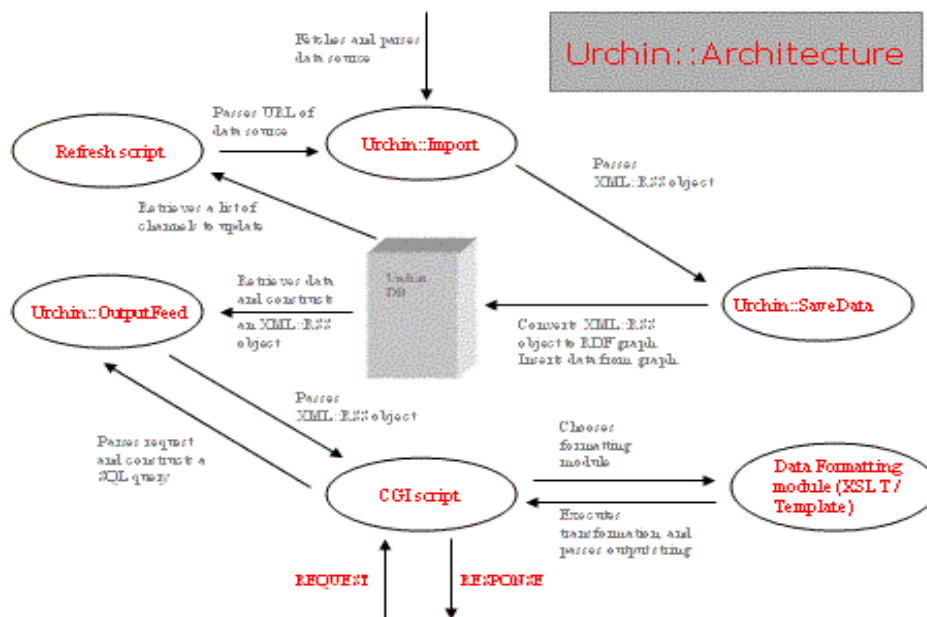 Urchin::Architecture
Fetches and parses
data source
Passes URL of
data source
Refresh script
Urchin::Import
Passes
XML::RSS object
Retrieves a list of
channels to update
Urchin
DB
Retrieves data
and construct
an XML::RSS
object
Urchin::OutputFeed
Urchin::SaveData
Convert XML::RSS
object to RDF graph.
Insert data from graph.
Passes
XML::RSS object
Parses request
and construct a
SQL query
Chooses
formatting
module
CGI script
Data Formatting
module (XSLT /
Template)
Executes
transformation, and
passes output string
REQUEST
RESPONSE